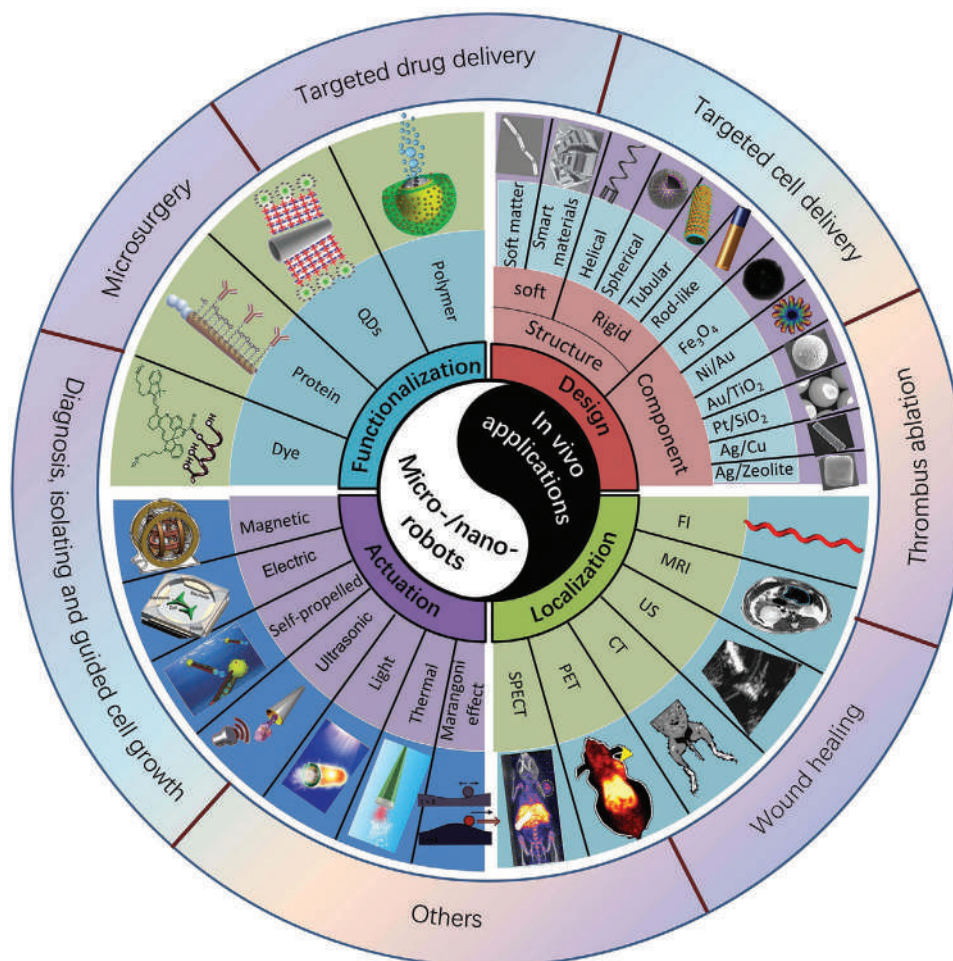 Targeted drug delivery
Targeted cell delivery
Thrombus ablation
Wound healing
Others
Diagnosis, isolating and guided cell growth
Microsurgery
Functionalization
Dye
Protein
QDs
Polymer
Design
Structure
soft
Rigid
Component
Soft matter
Smart
materials
Helical
Spherical
Tubular
Rod-like
Fe₃O₄
Ni/Au
Au/TiO₂
Pt/SiO₂
Ag/Cu
Ag/Zeolite
Micro-/nano-
robots
In vivo
applications
Actuation
Magnetic
Electric
Self-propelled
Ultrasonic
Light
Thermal
Marangoni
effect
Localization
FI
MRI
US
CT
PET
SPECT